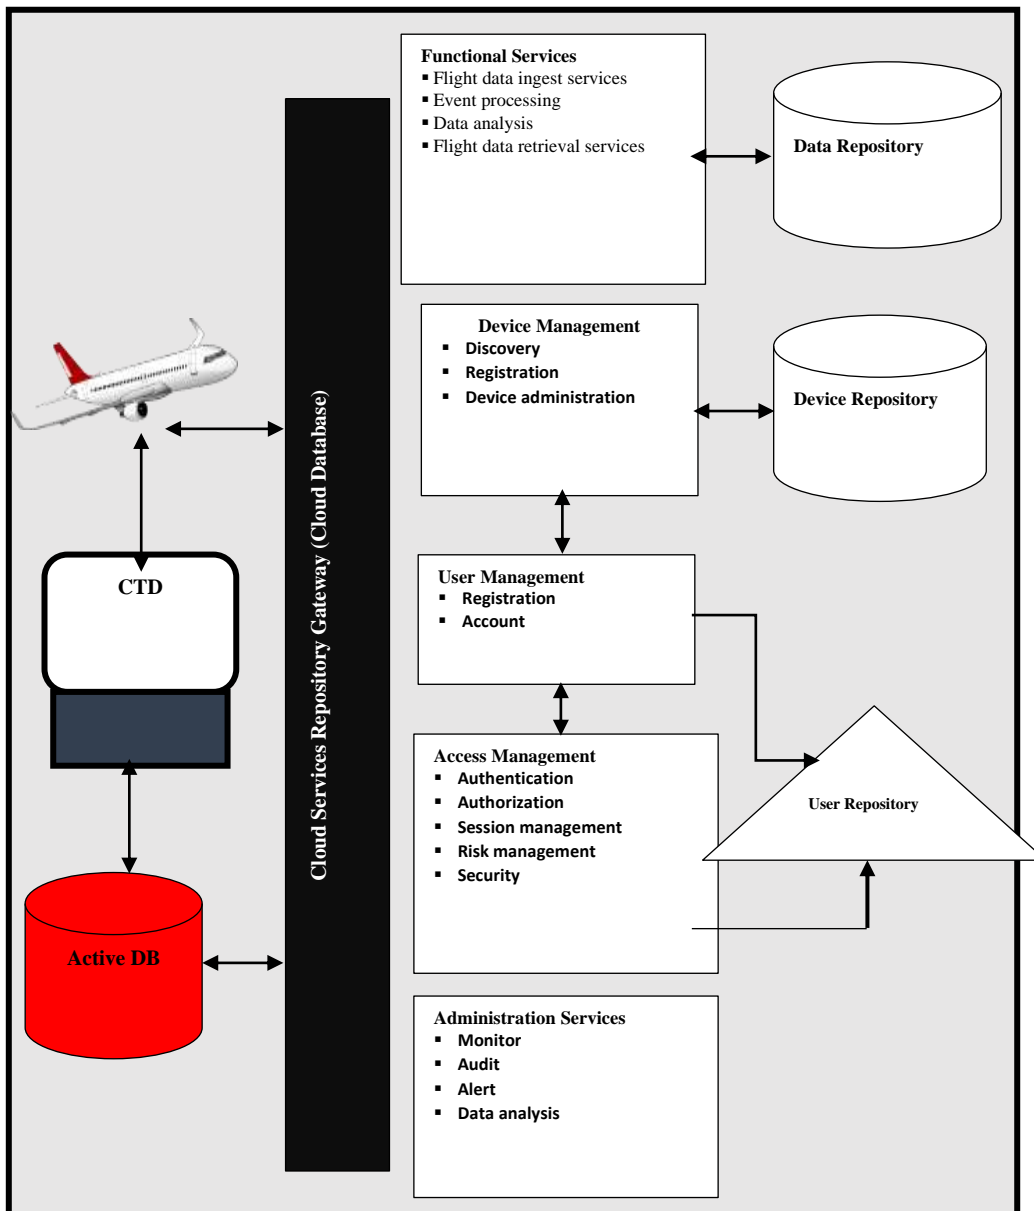 Functional Services
▪ Flight data ingest services
▪ Event processing
▪ Data analysis
▪ Flight data retrieval services
Data Repository
Device Management
▪ Discovery
▪ Registration
▪ Device administration
Device Repository
Cloud Services Repository Gateway (Cloud Database)
CTD
User Management
▪ Registration
▪ Account
Access Management
▪ Authentication
▪ Authorization
▪ Session management
▪ Risk management
▪ Security
User Repository
Active DB
Administration Services
▪ Monitor
▪ Audit
▪ Alert
▪ Data analysis